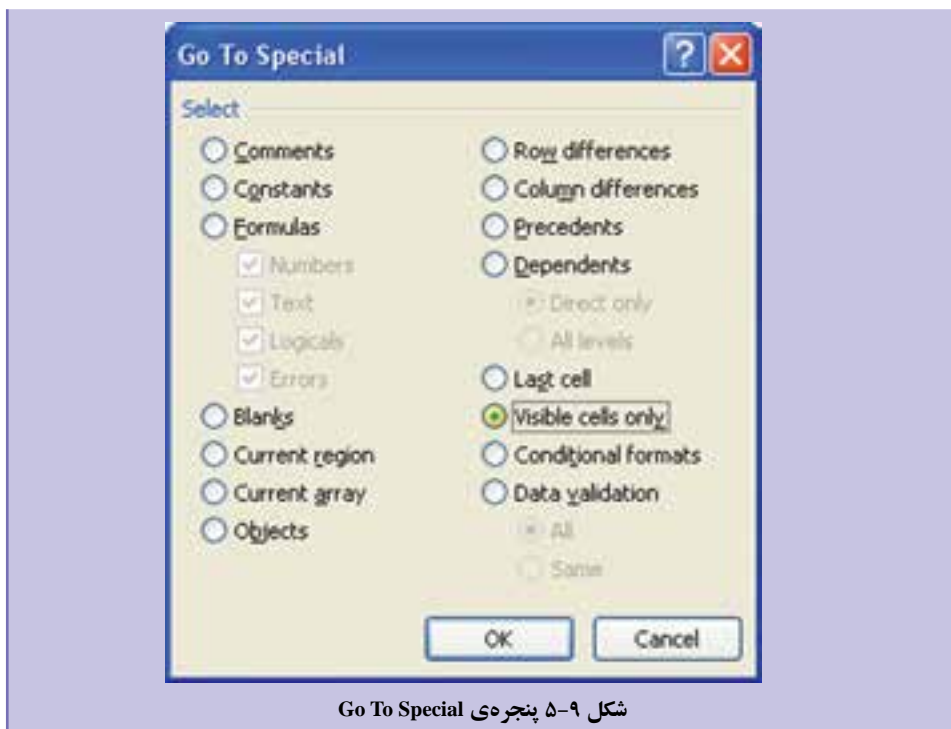 Go To Special
Select
Comments
Constants
Formulas
Numbers
Text
Logicals
Errors
Blanks
Current region
Current array
Objects
Row differences
Column differences
Precedents
Dependents
Direct only
All levels
Last cell
Visible cells only
Conditional formats
Data validation
All
Same
OK
Cancel
شکل ۹-۵ پنجره‌ی Go To Special